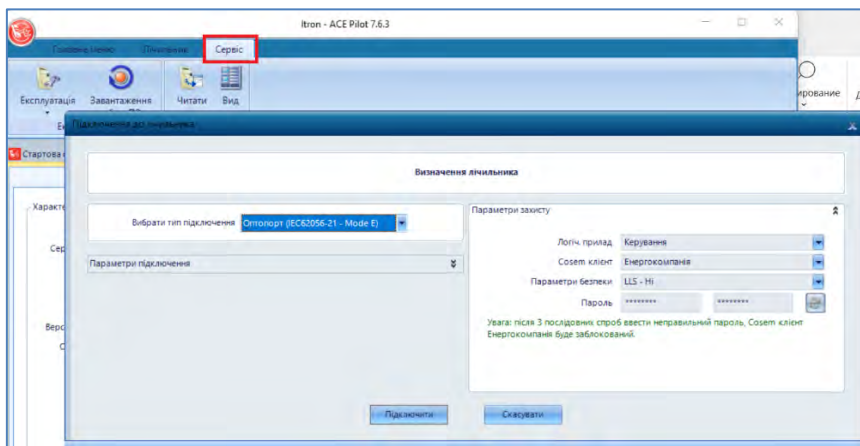 Itron - ACE Pilot 7.6.3
Головне меню Лічильник Сервіс
Експлуатація Завантаження Читати Вид
ирование
Підключення до лічильника
Стартова
Визначення лічильника
Характе
Вибрати тип підключення Оптопорт (IEC62056-21 - Mode E)
Параметри захисту
Сер
Логіч. прилад Керування
Параметри підключення
Cosem клієнт Енергокомпанія
Параметри безпеки LLS - Hi
Пароль ******** ********
Верс
Увага: після 3 послідовних спроб ввести неправильний пароль, Cosem клієнт
Енергокомпанія буде заблокований.
Підключити Скасувати